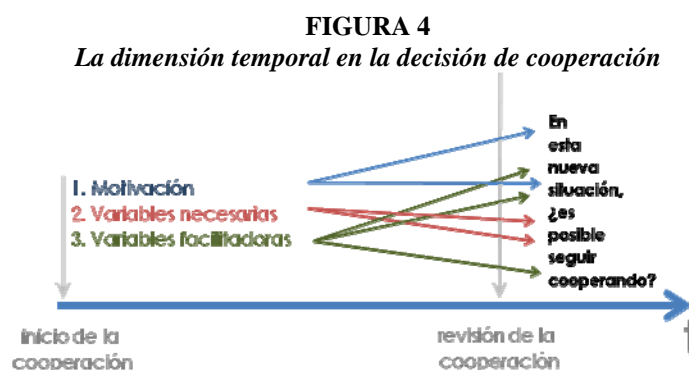 FIGURA 4
La dimensión temporal en la decisión de cooperación
En
esta
nueva
situación,
¿es
posible
seguir
cooperando?
1. Motivación
2. Variables necesarias
3. Variables facilitadoras
inicio de la
cooperación
revisión de la
cooperación
t